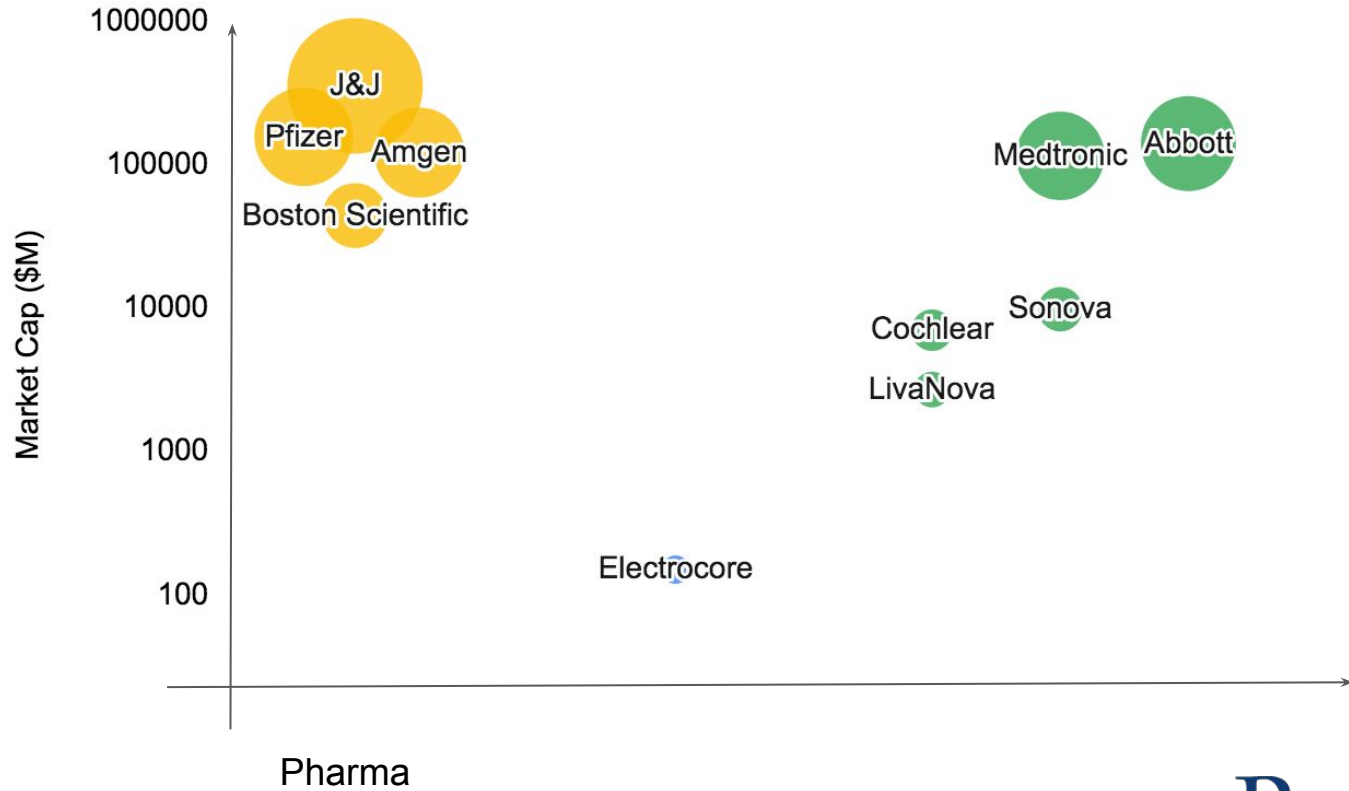 1000000
J&J
Pfizer
Amgen
Medtronic
Abbott
100000
Boston Scientific
10000
Sonova
Cochlear
LivaNova
Market Cap ($M)
1000
Electrocore
100
Pharma